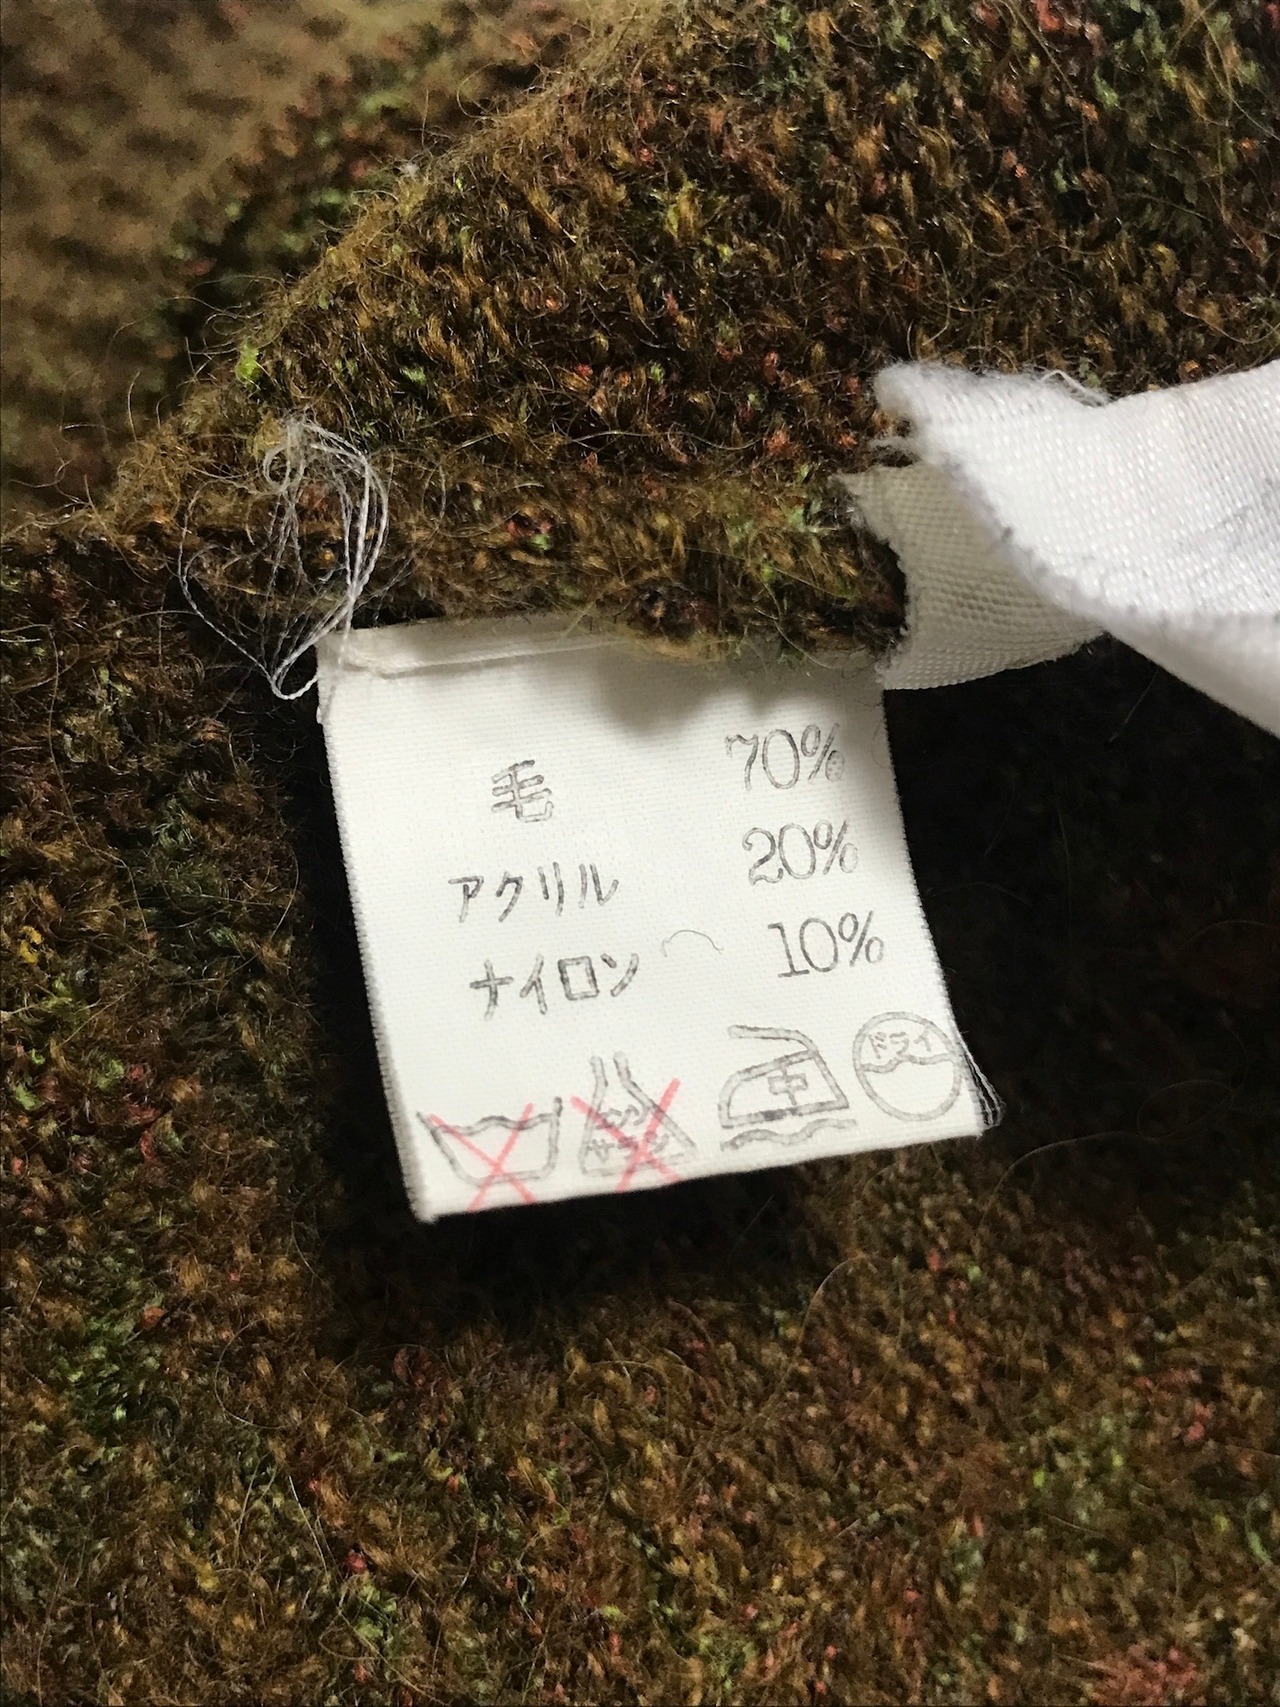 毛 70%
アクリル 20%
ナイロン 10%
中 ドライ